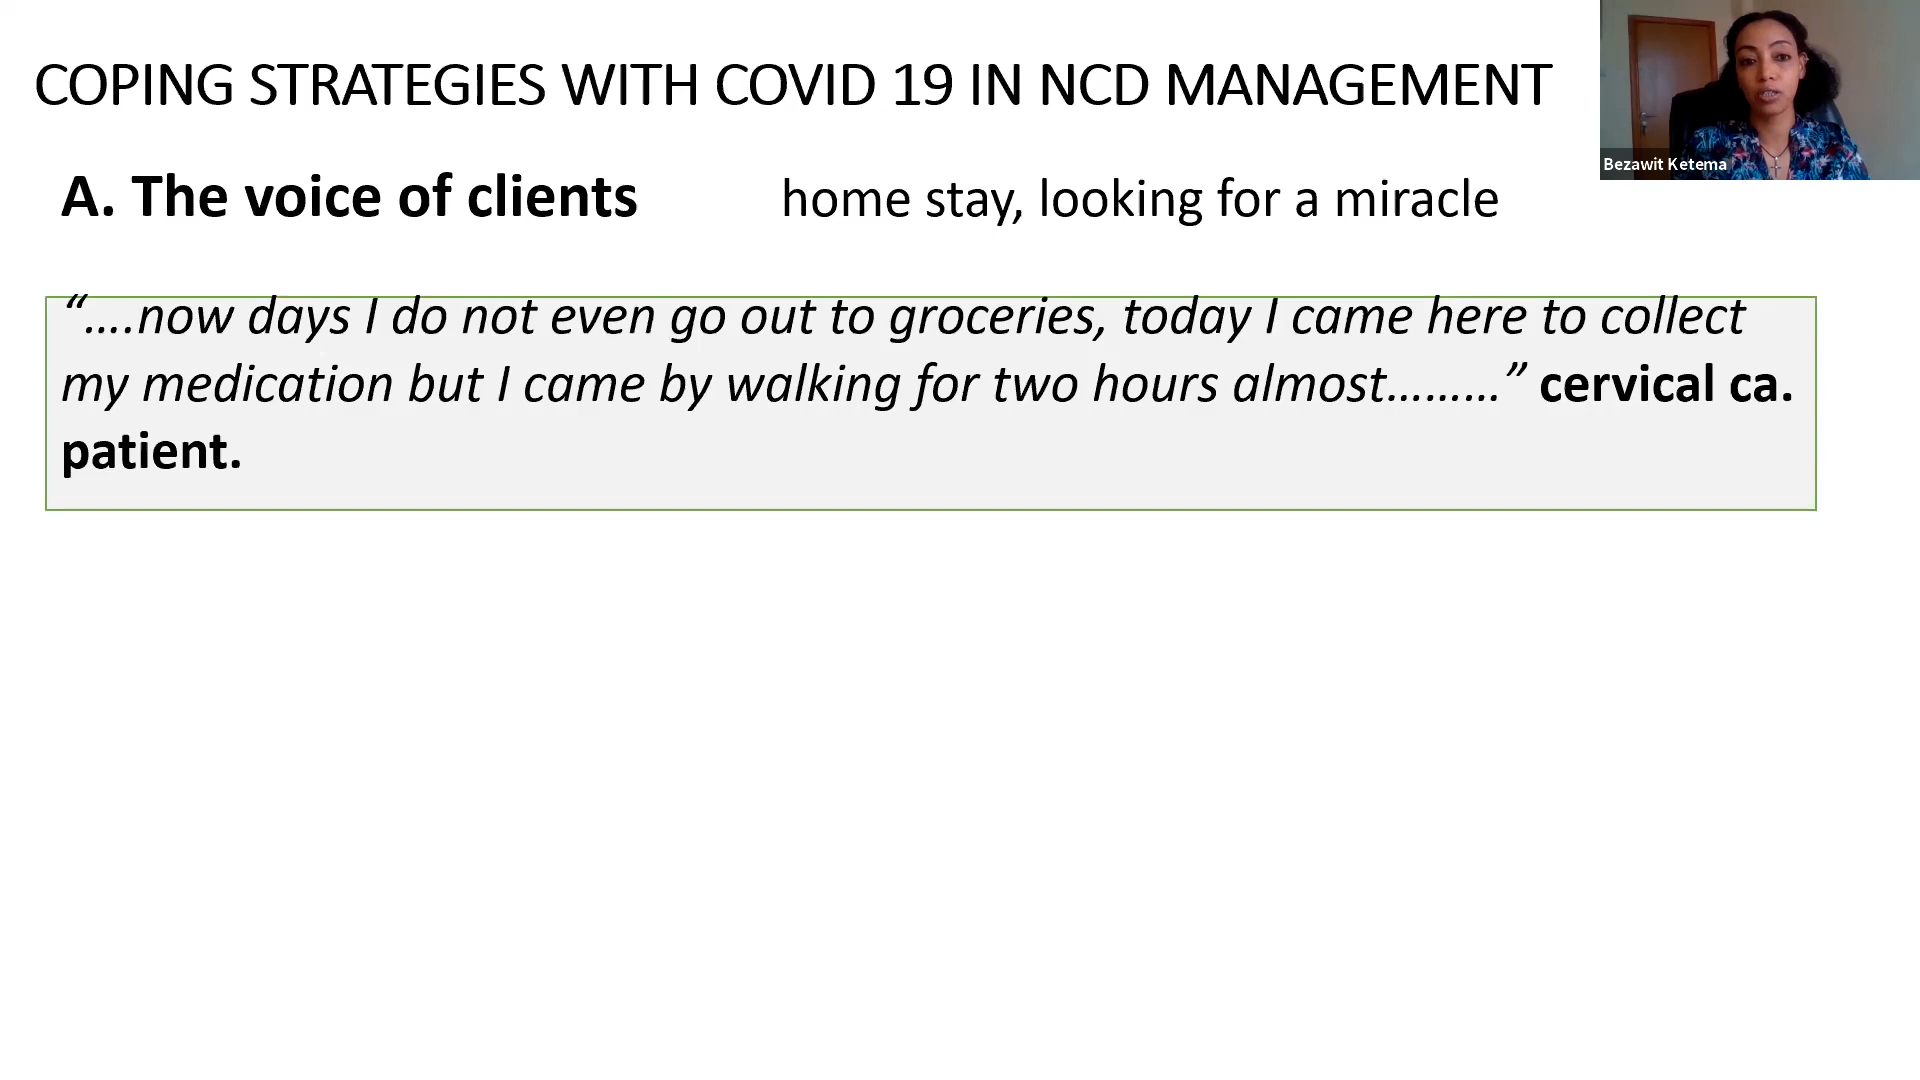 COPING STRATEGIES WITH COVID 19 IN NCD MANAGEMENT
Bezawit Ketema
A. The voice of clients home stay, looking for a miracle
“….now days I do not even go out to groceries, today I came here to collect
my medication but I came by walking for two hours almost………” cervical ca.
patient.